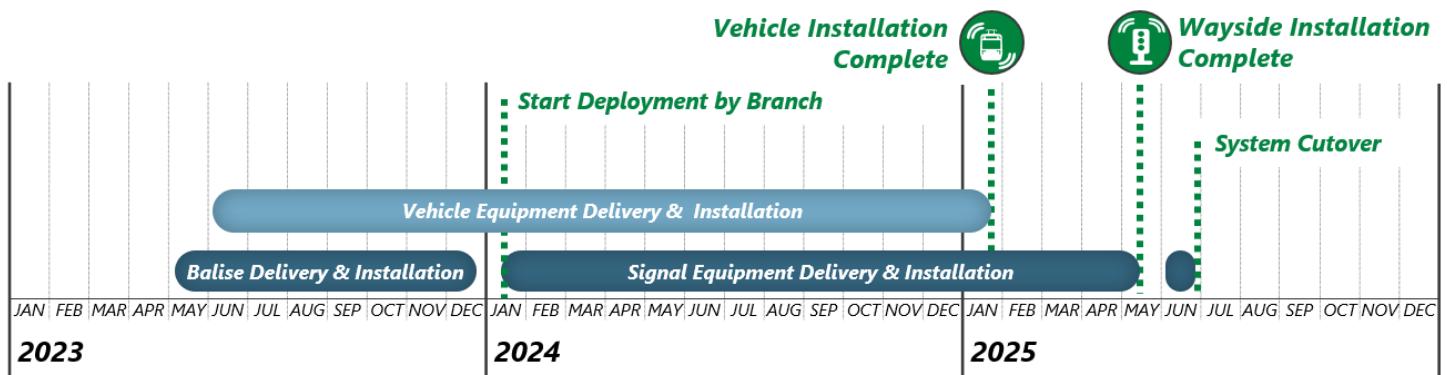 Vehicle Installation
Complete
Wayside Installation
Complete
Start Deployment by Branch
System Cutover
Vehicle Equipment Delivery & Installation
Balise Delivery & Installation
Signal Equipment Delivery & Installation
JAN FEB MAR APR MAY JUN JUL AUG SEP OCT NOV DEC JAN FEB MAR APR MAY JUN JUL AUG SEP OCT NOV DEC JAN FEB MAR APR MAY JUN JUL AUG SEP OCT NOV DEC
2023 2024 2025